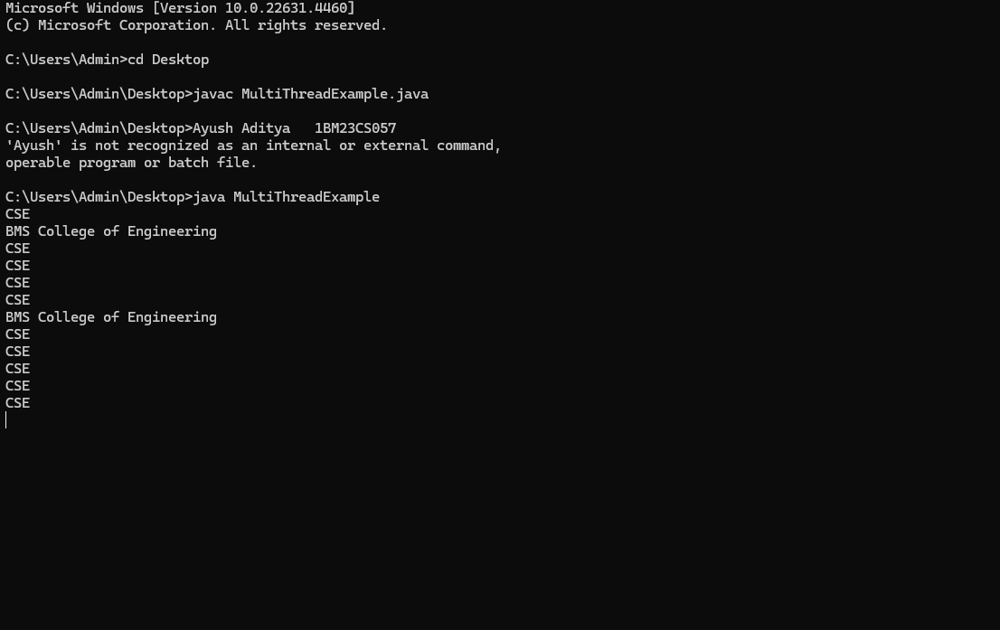 Microsoft Windows [Version 10.0.22631.4460]
(c) Microsoft Corporation. All rights reserved.
C:\Users\Admin>cd Desktop
C:\Users\Admin\Desktop>javac MultiThreadExample.java
C:\Users\Admin\Desktop>Ayush Aditya   1BM23CS057
'Ayush' is not recognized as an internal or external command,
operable program or batch file.
C:\Users\Admin\Desktop>java MultiThreadExample
CSE
BMS College of Engineering
CSE
CSE
CSE
CSE
BMS College of Engineering
CSE
CSE
CSE
CSE
CSE